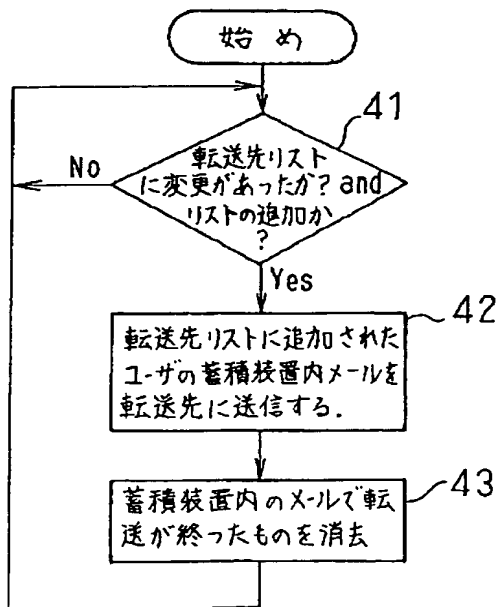 始め
41
転送先リスト
に変更があったか? and
リストの追加か
?
No
Yes
42
転送先リストに追加された
ユーザの蓄積装置内メールを
転送先に送信する.
43
蓄積装置内のメールで転
送が終ったものを消去